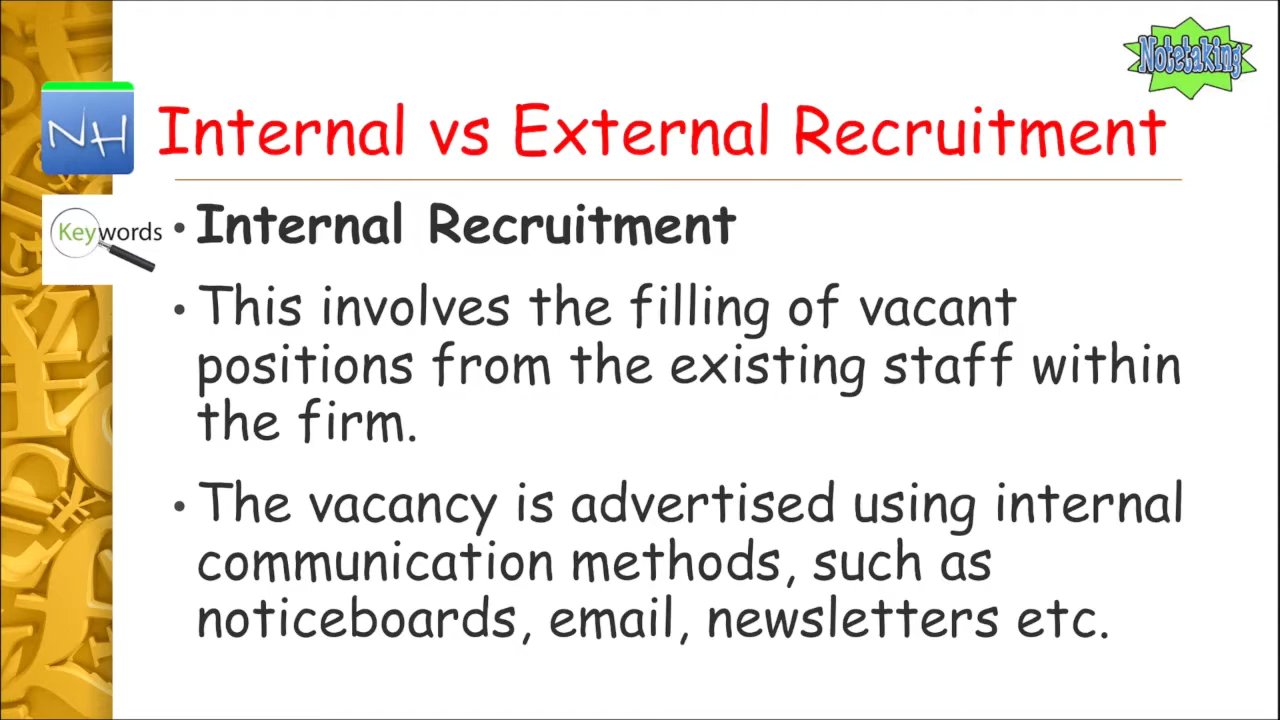 Notetaking
NH
Internal vs External Recruitment
Keywords
• Internal Recruitment
• This involves the filling of vacant
positions from the existing staff within
the firm.
• The vacancy is advertised using internal
communication methods, such as
noticeboards, email, newsletters etc.